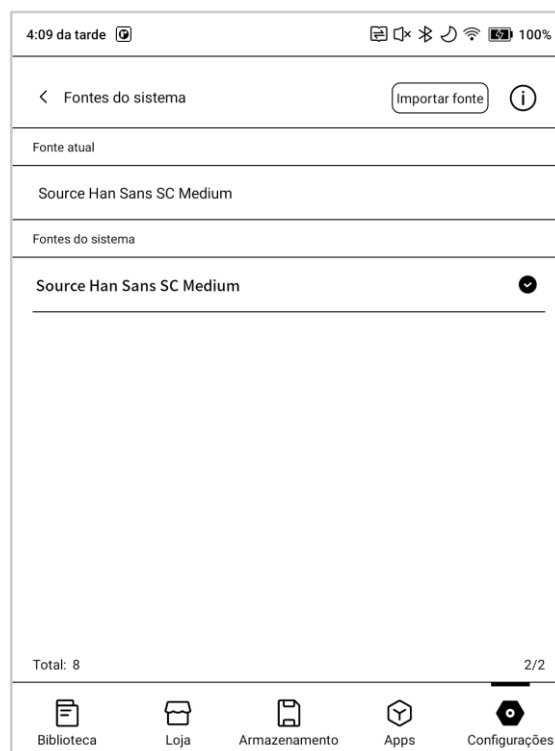 4:09 da tarde 100%
Fontes do sistema Importar fonte
Fonte atual
Source Han Sans SC Medium
Fontes do sistema
Source Han Sans SC Medium
Total: 8 2/2
Biblioteca Loja Armazenamento Apps Configurações